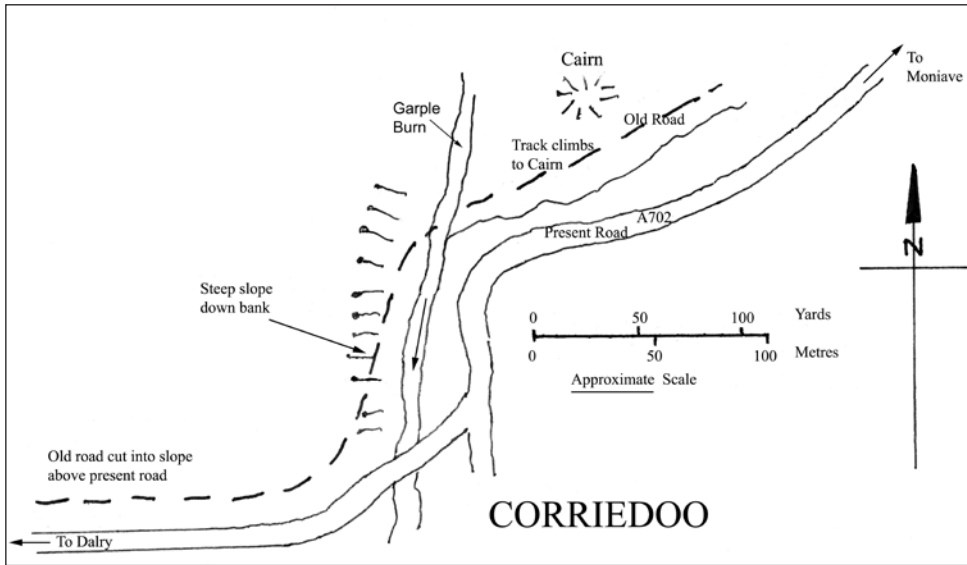 Cairn
To
Moniave
Garple
Burn
Old Road
Track climbs
to Cairn
A702
Present Road
N
Steep slope
down bank
0 50 100 Yards
0 50 100 Metres
Approximate Scale
Old road cut into slope
above present road
CORRIEDOO
To Dalry